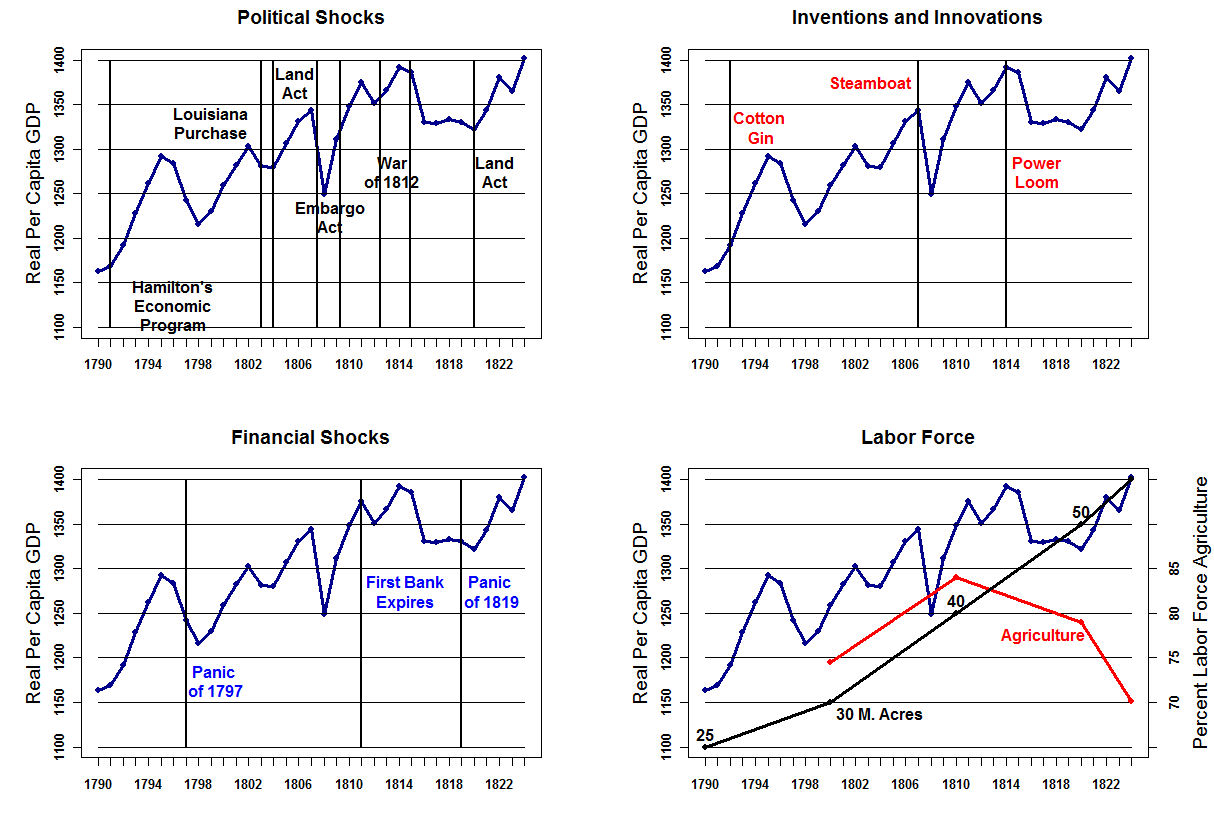 Political Shocks
Real Per Capita GDP
1400
1350
1300
1250
1200
1150
1100
Land
Act
Louisiana
Purchase
War
of 1812
Land
Act
Embargo
Act
Hamilton's
Economic
Program
1790 1794 1798 1802 1806 1810 1814 1818 1822
Inventions and Innovations
Real Per Capita GDP
1400
1350
1300
1250
1200
1150
1100
Steamboat
Cotton
Gin
Power
Loom
1790 1794 1798 1802 1806 1810 1814 1818 1822
Financial Shocks
Real Per Capita GDP
1400
1350
1300
1250
1200
1150
1100
First Bank
Expires
Panic
of 1819
Panic
of 1797
1790 1794 1798 1802 1806 1810 1814 1818 1822
Labor Force
Real Per Capita GDP
1400
1350
1300
1250
1200
1150
1100
50
40
Agriculture
30 M. Acres
25
85
80
75
70
Percent Labor Force Agriculture
1790 1794 1798 1802 1806 1810 1814 1818 1822